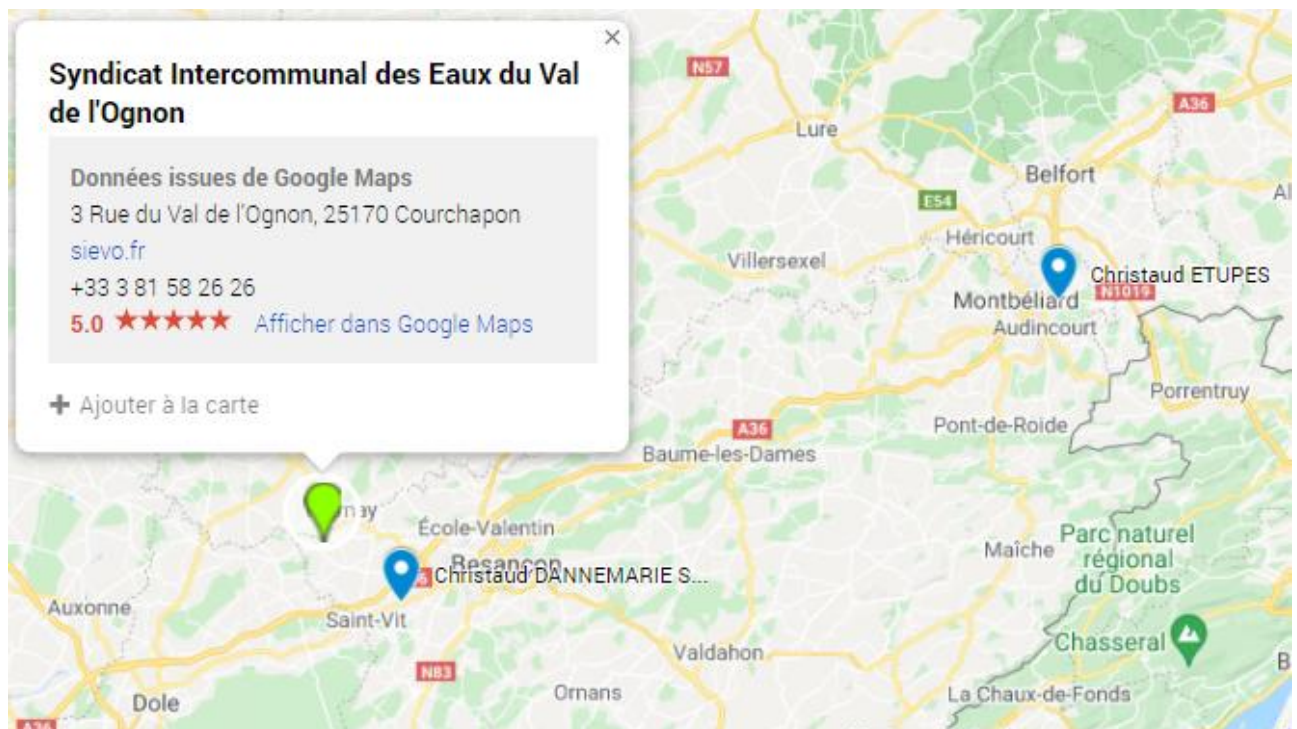 ×
Syndicat Intercommunal des Eaux du Val
de l'Ognon
Données issues de Google Maps
3 Rue du Val de l'Ognon, 25170 Courchapon
sievo.fr
+33 3 81 58 26 26
5.0 ★★★★★ Afficher dans Google Maps
+ Ajouter à la carte
N57
A36
Lure
Belfort
Al
E54
Héricourt
Villersexel
Christaud ETUPES
Montbéliard
N1019
Audincourt
Porrentruy
A36
Pont-de-Roide
Baume-les-Dames
nay
École-Valentin
Parc naturel
régional
du Doubs
Maîche
Besançon
Christaud DANNEMARIE S...
Auxonne
Saint-Vit
Chasseral
Valdahon
B
N83
Ornans
La Chaux-de-Fonds
Dole
A36